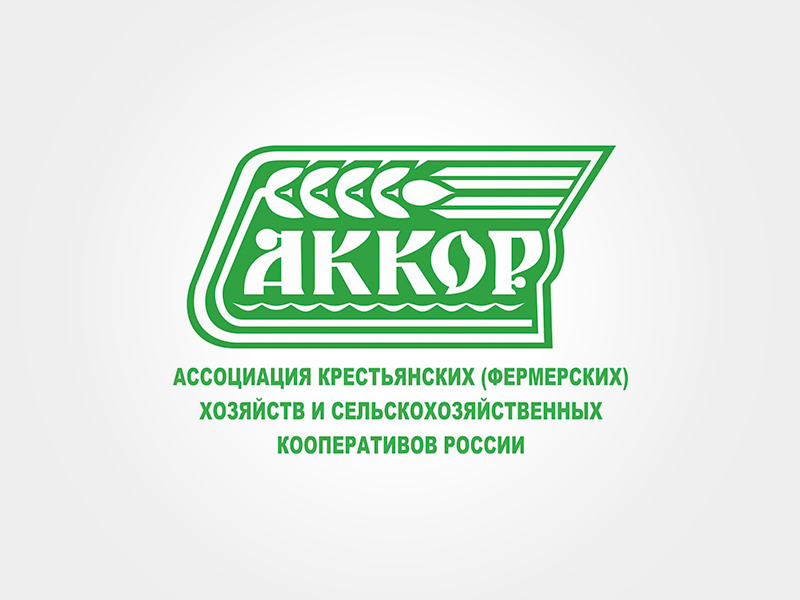 АККОР
АССОЦИАЦИЯ КРЕСТЬЯНСКИХ (ФЕРМЕРСКИХ)
ХОЗЯЙСТВ И СЕЛЬСКОХОЗЯЙСТВЕННЫХ
КООПЕРАТИВОВ РОССИИ